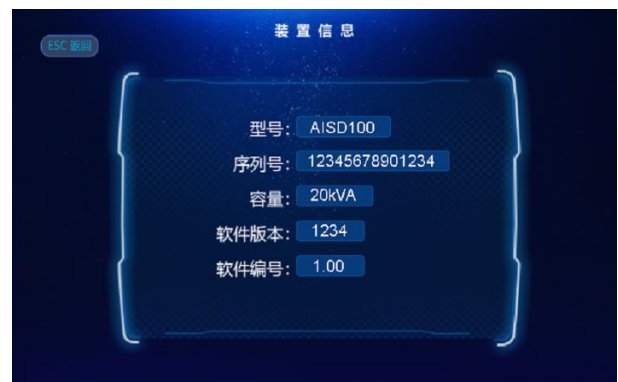 装置信息
ESC 返回
型号: AISD100
序列号: 12345678901234
容量: 20kVA
软件版本: 1234
软件编号: 1.00